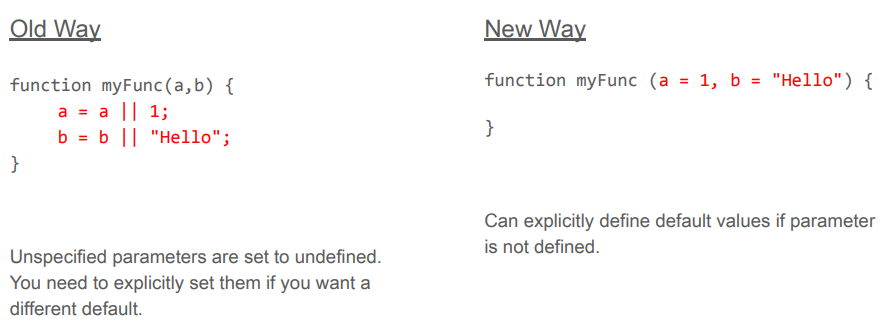 Old Way
function myFunc(a,b) {
a = a || 1;
b = b || "Hello";
}
Unspecified parameters are set to undefined.
You need to explicitly set them if you want a
different default.
New Way
function myFunc (a = 1, b = "Hello") {
}
Can explicitly define default values if parameter
is not defined.